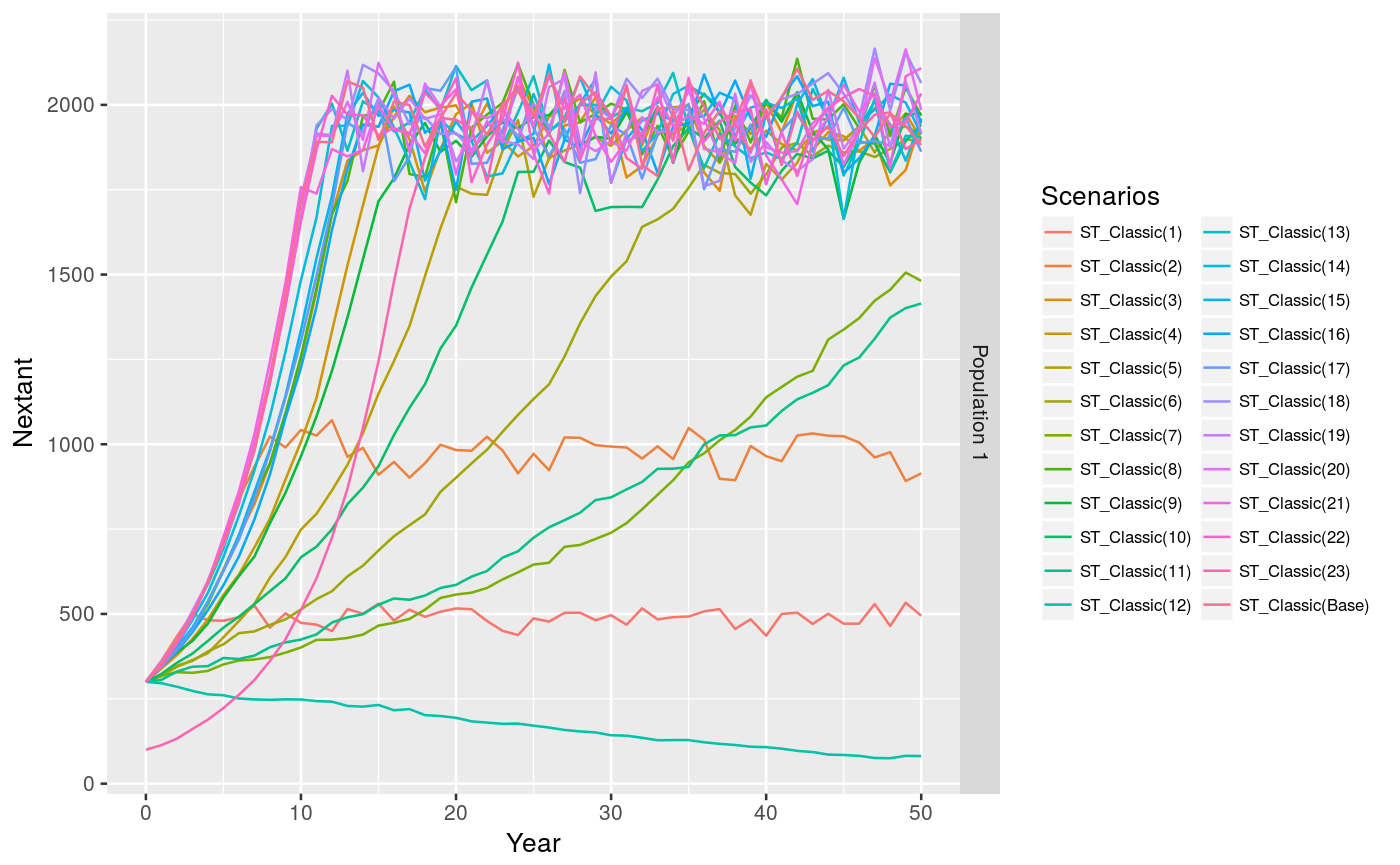 2000
1500
1000
500
0
Nextant
0 10 20 30 40 50
Year
Population 1
Scenarios
ST_Classic(1)
ST_Classic(2)
ST_Classic(3)
ST_Classic(4)
ST_Classic(5)
ST_Classic(6)
ST_Classic(7)
ST_Classic(8)
ST_Classic(9)
ST_Classic(10)
ST_Classic(11)
ST_Classic(12)
ST_Classic(13)
ST_Classic(14)
ST_Classic(15)
ST_Classic(16)
ST_Classic(17)
ST_Classic(18)
ST_Classic(19)
ST_Classic(20)
ST_Classic(21)
ST_Classic(22)
ST_Classic(23)
ST_Classic(Base)